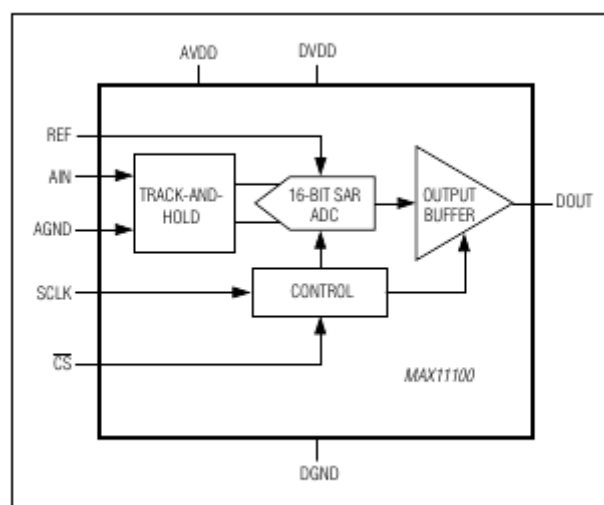 AVDD
DVDD
REF
AIN
TRACK-AND-
HOLD
16-BIT SAR
ADC
OUTPUT
BUFFER
DOUT
AGND
SCLK
CONTROL
C̅S̅
MAX11100
DGND